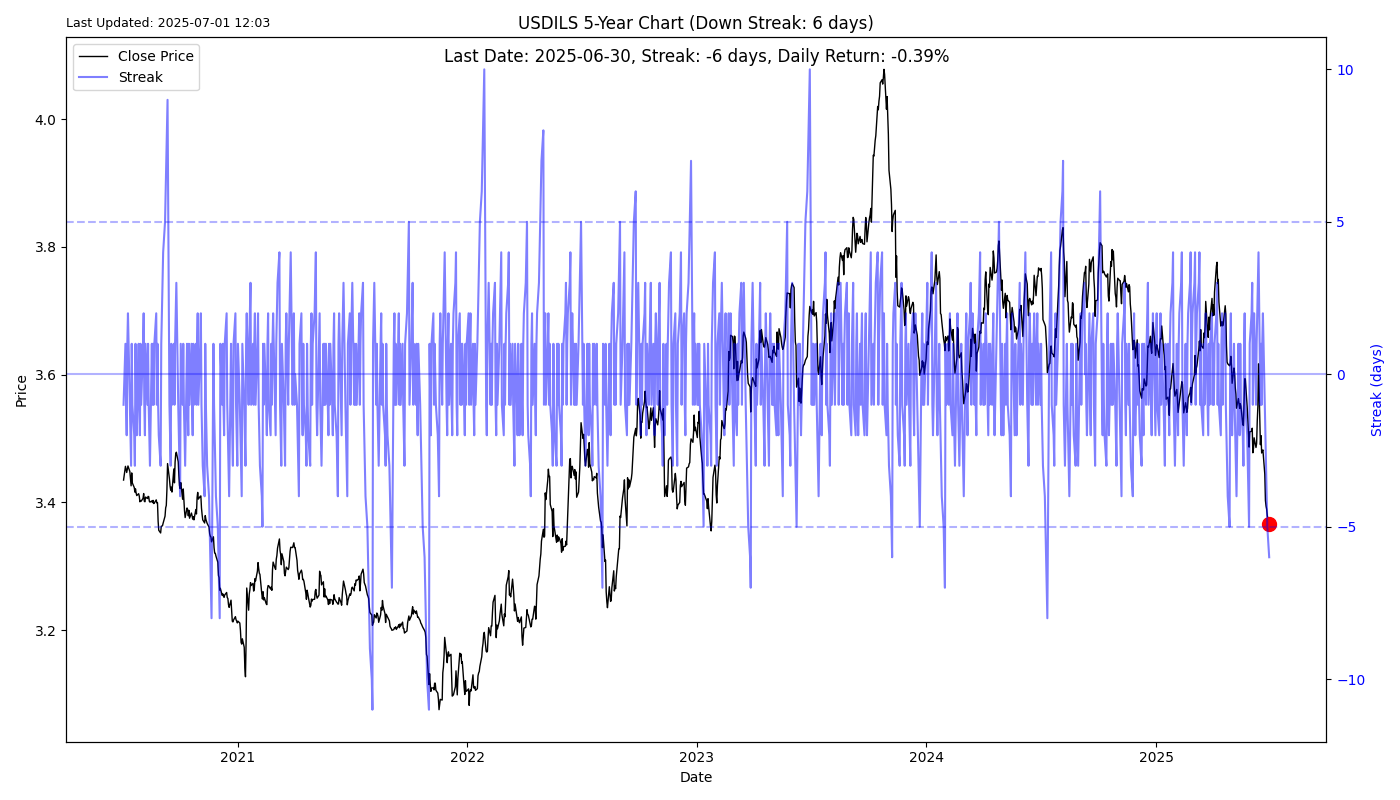 Last Updated: 2025-07-01 12:03
USDILS 5-Year Chart (Down Streak: 6 days)
Last Date: 2025-06-30, Streak: -6 days, Daily Return: -0.39%
Close Price
Streak
4.0
3.8
3.6
3.4
3.2
Price
10
5
0
−5
−10
Streak (days)
2021
2022
2023
2024
2025
Date